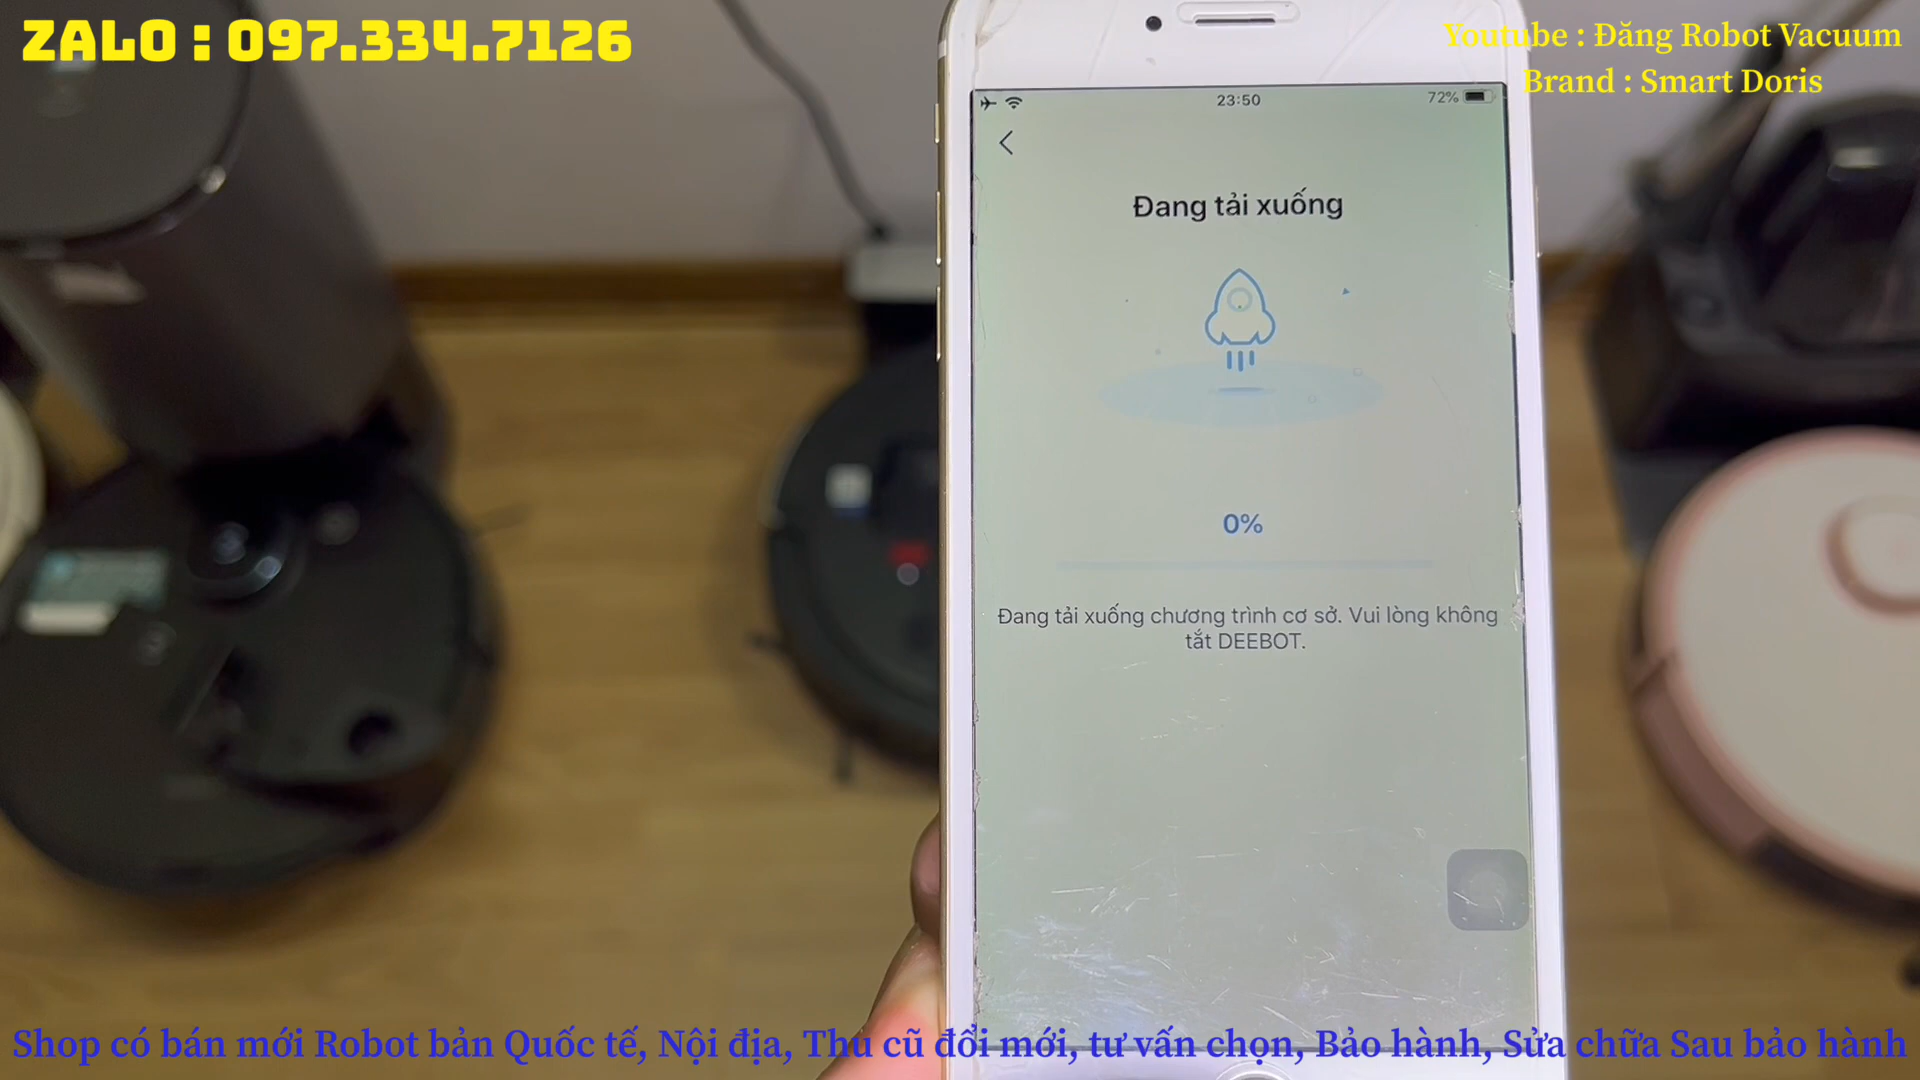 ZALO : 097.334.7126
Youtube : Đăng Robot Vacuum
Brand : Smart Doris
23:50
72%
Đang tải xuống
0%
Đang tải xuống chương trình cơ sở. Vui lòng không
tắt DEEBOT.
Shop có bán mới Robot bản Quốc tế, Nội địa, Thu cũ đổi mới, tư vấn chọn, Bảo hành, Sửa chữa Sau bảo hành